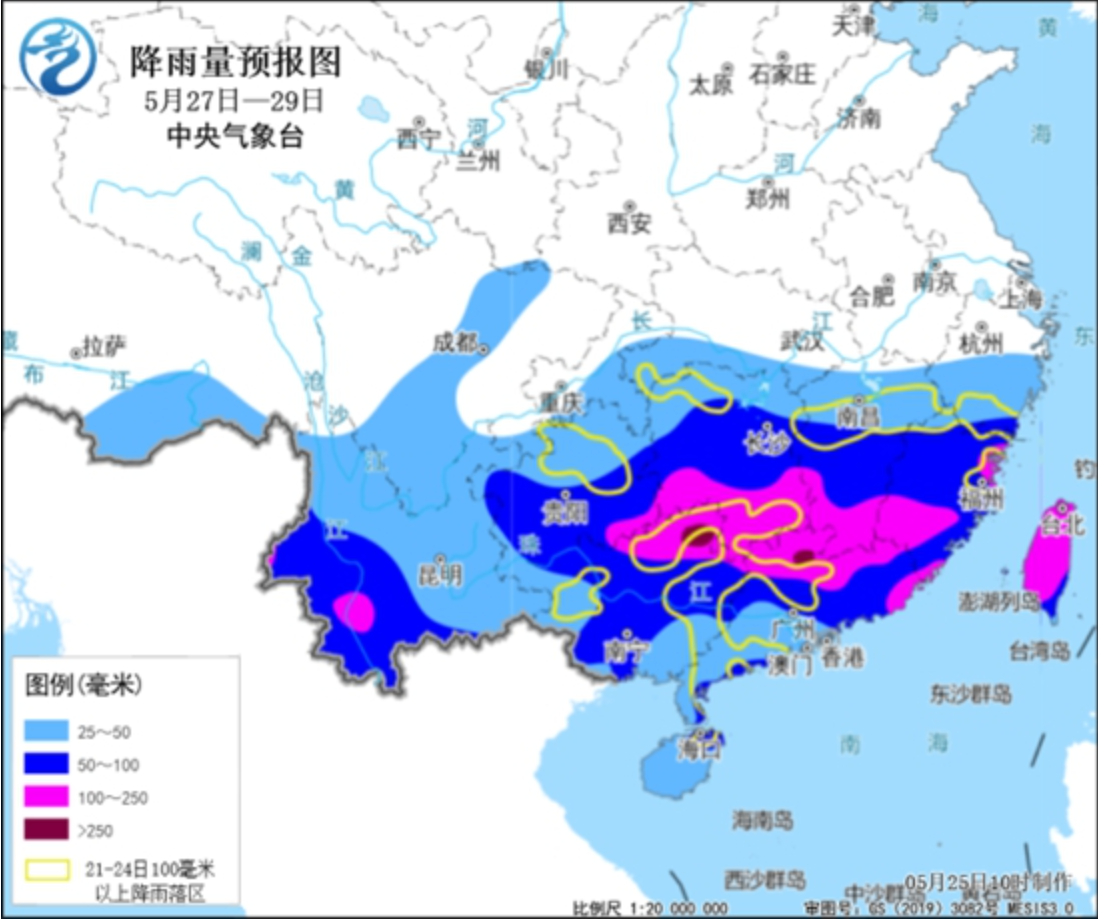 降雨量预报图
5月27日—29日
中央气象台
天津
海
黄
银川
太原
石家庄
济南
海
西宁
河
兰州
河
黄
郑州
西安
澜
金
合肥
南京
上海
长
江
东
武汉
杭州
藏
拉萨
成都
布
江
沧
重庆
沙
南昌
长沙
江
钓
贵阳
福州
台北
江
珠
昆明
江
澎湖列岛
广州
南宁
澳门
香港
台湾岛
东沙群岛
南
海
海口
海南岛
西沙群岛
中沙群岛
黄岩岛
图例(毫米)
25～50
50～100
100～250
>250
21-24日100毫米
以上降雨落区
05月25日10时制作
比例尺 1:20 000 000
审图号: GS (2019) 3082号 MESIS3.0